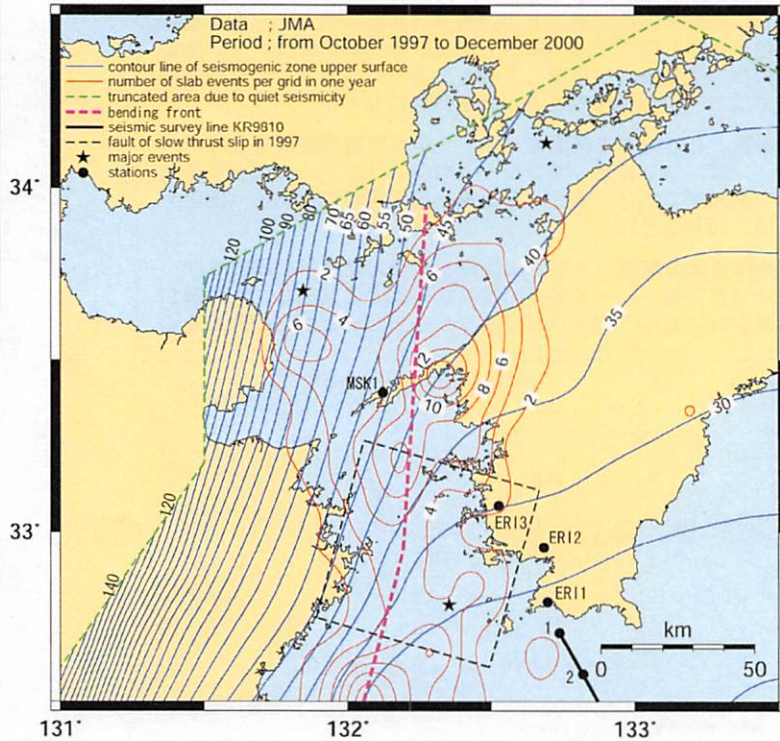 Data ; JMA
Period ; from October 1997 to December 2000
contour line of seismogenic zone upper surface
number of slab events per grid in one year
truncated area due to quiet seismicity
bending front
seismic survey line KR9810
fault of slow thrust slip in 1997
major events
stations
34°
120 100 90 80 70 65 60 55 50 45
40
2
6
6
4
35
2
6
MSK1
8
10
2
30
120
4
33°
ERI3
ERI2
140
ERI1
1
km
0 50
2
131° 132° 133°